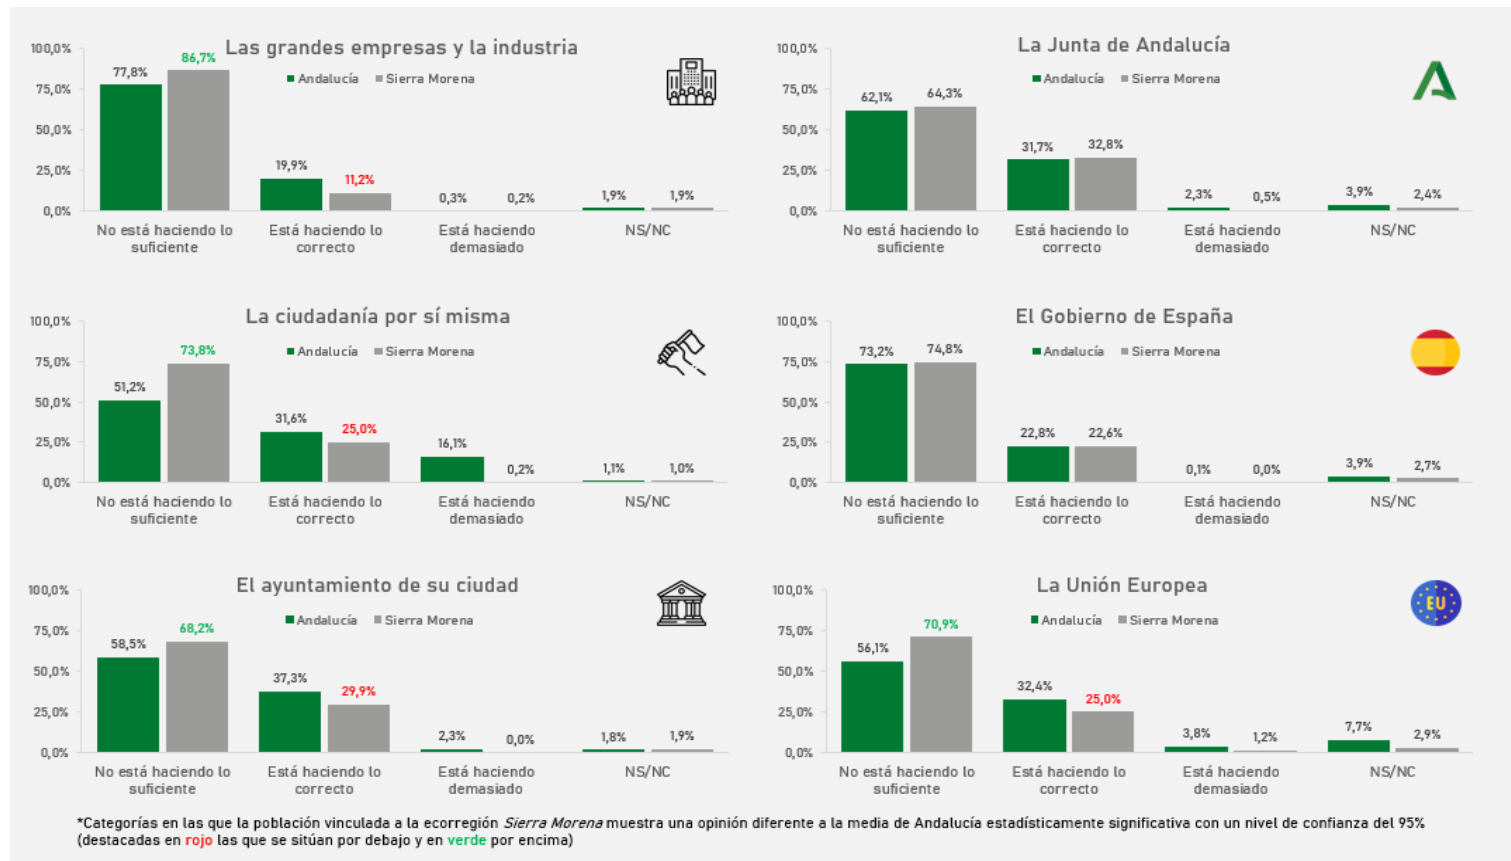 Las grandes empresas y la industria
Andalucía Sierra Morena
100,0%
75,0%
50,0%
25,0%
0,0%
77,8% 86,7%
19,9% 11,2%
0,3% 0,2%
1,9% 1,9%
No está haciendo lo
suficiente
Está haciendo lo
correcto
Está haciendo
demasiado
NS/NC
La Junta de Andalucía
Andalucía Sierra Morena
100,0%
75,0%
50,0%
25,0%
0,0%
62,1% 64,3%
31,7% 32,8%
2,3% 0,5%
3,9% 2,4%
No está haciendo lo
suficiente
Está haciendo lo
correcto
Está haciendo
demasiado
NS/NC
La ciudadanía por sí misma
Andalucía Sierra Morena
100,0%
75,0%
50,0%
25,0%
0,0%
51,2% 73,8%
31,6% 25,0%
16,1% 0,2%
1,1% 1,0%
No está haciendo lo
suficiente
Está haciendo lo
correcto
Está haciendo
demasiado
NS/NC
El Gobierno de España
Andalucía Sierra Morena
100,0%
75,0%
50,0%
25,0%
0,0%
73,2% 74,8%
22,8% 22,6%
0,1% 0,0%
3,9% 2,7%
No está haciendo lo
suficiente
Está haciendo lo
correcto
Está haciendo
demasiado
NS/NC
El ayuntamiento de su ciudad
Andalucía Sierra Morena
100,0%
75,0%
50,0%
25,0%
0,0%
58,5% 68,2%
37,3% 29,9%
2,3% 0,0%
1,8% 1,9%
No está haciendo lo
suficiente
Está haciendo lo
correcto
Está haciendo
demasiado
NS/NC
La Unión Europea
EU
Andalucía Sierra Morena
100,0%
75,0%
50,0%
25,0%
0,0%
56,1% 70,9%
32,4% 25,0%
3,8% 1,2%
7,7% 2,9%
No está haciendo lo
suficiente
Está haciendo lo
correcto
Está haciendo
demasiado
NS/NC
*Categorías en las que la población vinculada a la ecorregión Sierra Morena muestra una opinión diferente a la media de Andalucía estadísticamente significativa con un nivel de confianza del 95%
(destacadas en rojo las que se sitúan por debajo y en verde por encima)